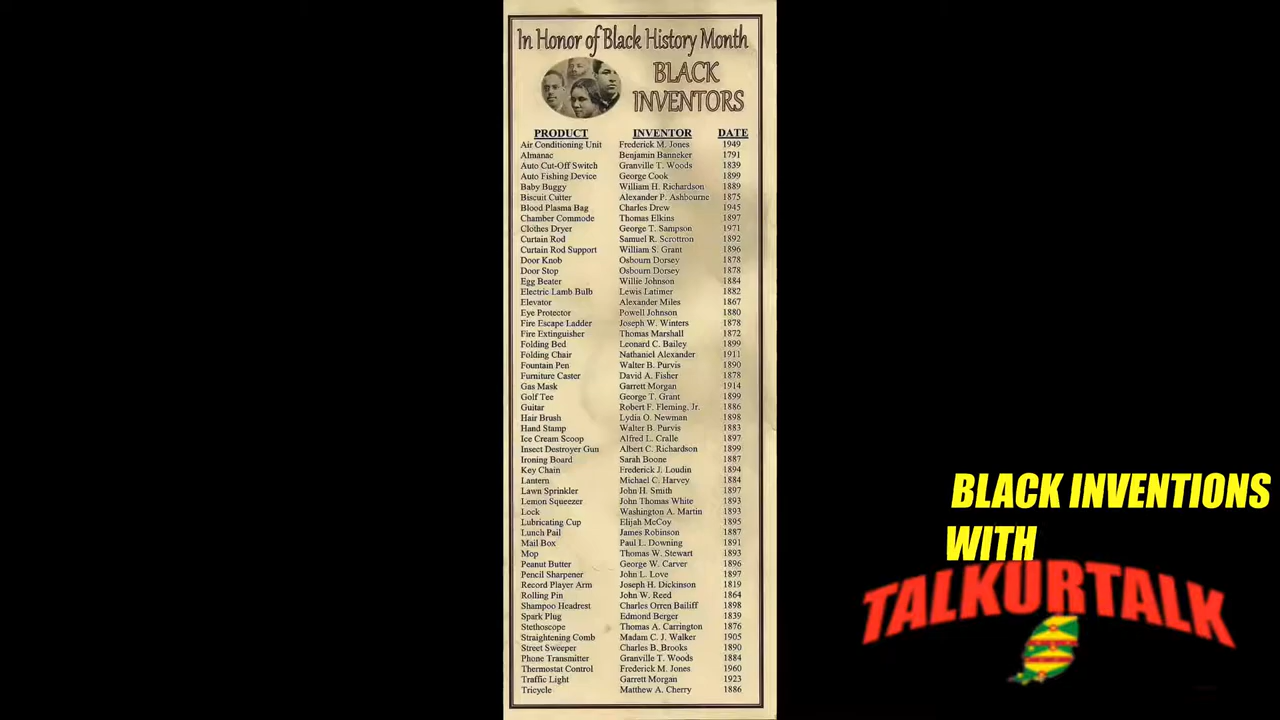 In Honor of Black History Month
BLACK
INVENTORS
PRODUCT INVENTOR DATE
Air Conditioning Unit Frederick M. Jones 1949
Almanac Benjamin Banneker 1791
Auto Cut-Off Switch Granville T. Woods 1839
Auto Fishing Device George Cook 1899
Baby Buggy William H. Richardson 1889
Biscuit Cutter Alexander P. Ashbourne 1875
Blood Plasma Bag Charles Drew 1945
Chamber Commode Thomas Elkins 1897
Clothes Dryer George T. Sampson 1971
Curtain Rod Samuel R. Scrottron 1892
Curtain Rod Support William S. Grant 1896
Door Knob Osbourn Dorsey 1878
Door Stop Osbourn Dorsey 1878
Egg Beater Willie Johnson 1884
Electric Lamb Bulb Lewis Latimer 1882
Elevator Alexander Miles 1867
Eye Protector Powell Johnson 1880
Fire Escape Ladder Joseph W. Winters 1878
Fire Extinguisher Thomas Marshall 1872
Folding Bed Leonard C. Bailey 1899
Folding Chair Nathaniel Alexander 1911
Fountain Pen Walter B. Purvis 1890
Furniture Caster David A. Fisher 1878
Gas Mask Garrett Morgan 1914
Golf Tee George T. Grant 1899
Guitar Robert F. Fleming, Jr. 1886
Hair Brush Lydia O. Newman 1898
Hand Stamp Walter B. Purvis 1883
Ice Cream Scoop Alfred L. Cralle 1897
Insect Destroyer Gun Albert C. Richardson 1899
Ironing Board Sarah Boone 1887
Key Chain Frederick J. Loudin 1894
Lantern Michael C. Harvey 1884
Lawn Sprinkler John H. Smith 1897
Lemon Squeezer John Thomas White 1893
Lock Washington A. Martin 1893
Lubricating Cup Elijah McCoy 1895
Lunch Pail James Robinson 1887
Mail Box Paul L. Downing 1891
Mop Thomas W. Stewart 1893
Peanut Butter George W. Carver 1896
Pencil Sharpener John L. Love 1897
Record Player Arm Joseph H. Dickinson 1819
Rolling Pin John W. Reed 1864
Shampoo Headrest Charles Orren Bailiff 1898
Spark Plug Edmond Berger 1839
Stethoscope Thomas A. Carrington 1876
Straightening Comb Madam C. J. Walker 1905
Street Sweeper Charles B. Brooks 1890
Phone Transmitter Granville T. Woods 1884
Thermostat Control Frederick M. Jones 1960
Traffic Light Garrett Morgan 1923
Tricycle Matthew A. Cherry 1886
BLACK INVENTIONS
WITH
TALKURTALK